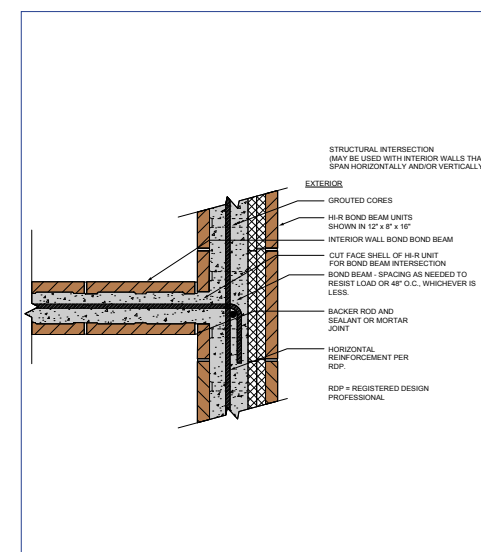 STRUCTURAL INTERSECTION
(MAY BE USED WITH INTERIOR WALLS THA
SPAN HORIZONTALLY AND/OR VERTICALLY
EXTERIOR
GROUTED CORES
HI-R BOND BEAM UNITS
SHOWN IN 12" x 8" x 16"
INTERIOR WALL BOND BOND BEAM
CUT FACE SHELL OF HI-R UNIT
FOR BOND BEAM INTERSECTION
BOND BEAM - SPACING AS NEEDED TO
RESIST LOAD OR 48" O.C., WHICHEVER IS
LESS.
BACKER ROD AND
SEALANT OR MORTAR
JOINT
HORIZONTAL
REINFORCEMENT PER
RDP.
RDP = REGISTERED DESIGN
PROFESSIONAL